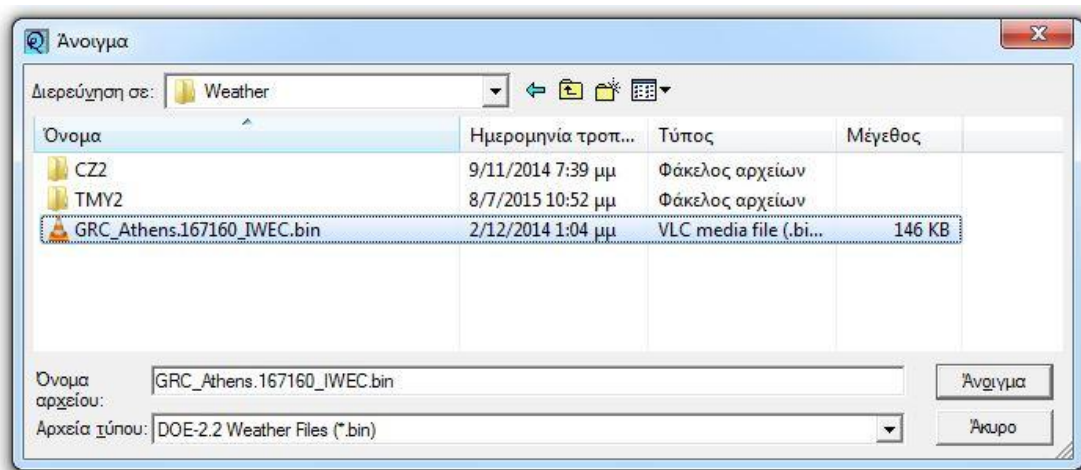 Άνοιγμα
Διερεύνηση σε: Weather
Όνομα Ημερομηνία τροπ... Τύπος Μέγεθος
CZ2 9/11/2014 7:39 μμ Φάκελος αρχείων
TMY2 8/7/2015 10:52 μμ Φάκελος αρχείων
GRC_Athens.167160_IWEC.bin 2/12/2014 1:04 μμ VLC media file (.bi... 146 KB
Όνομα αρχείου: GRC_Athens.167160_IWEC.bin Άνοιγμα
Αρχεία τύπου: DOE-2.2 Weather Files (*.bin) Άκυρο